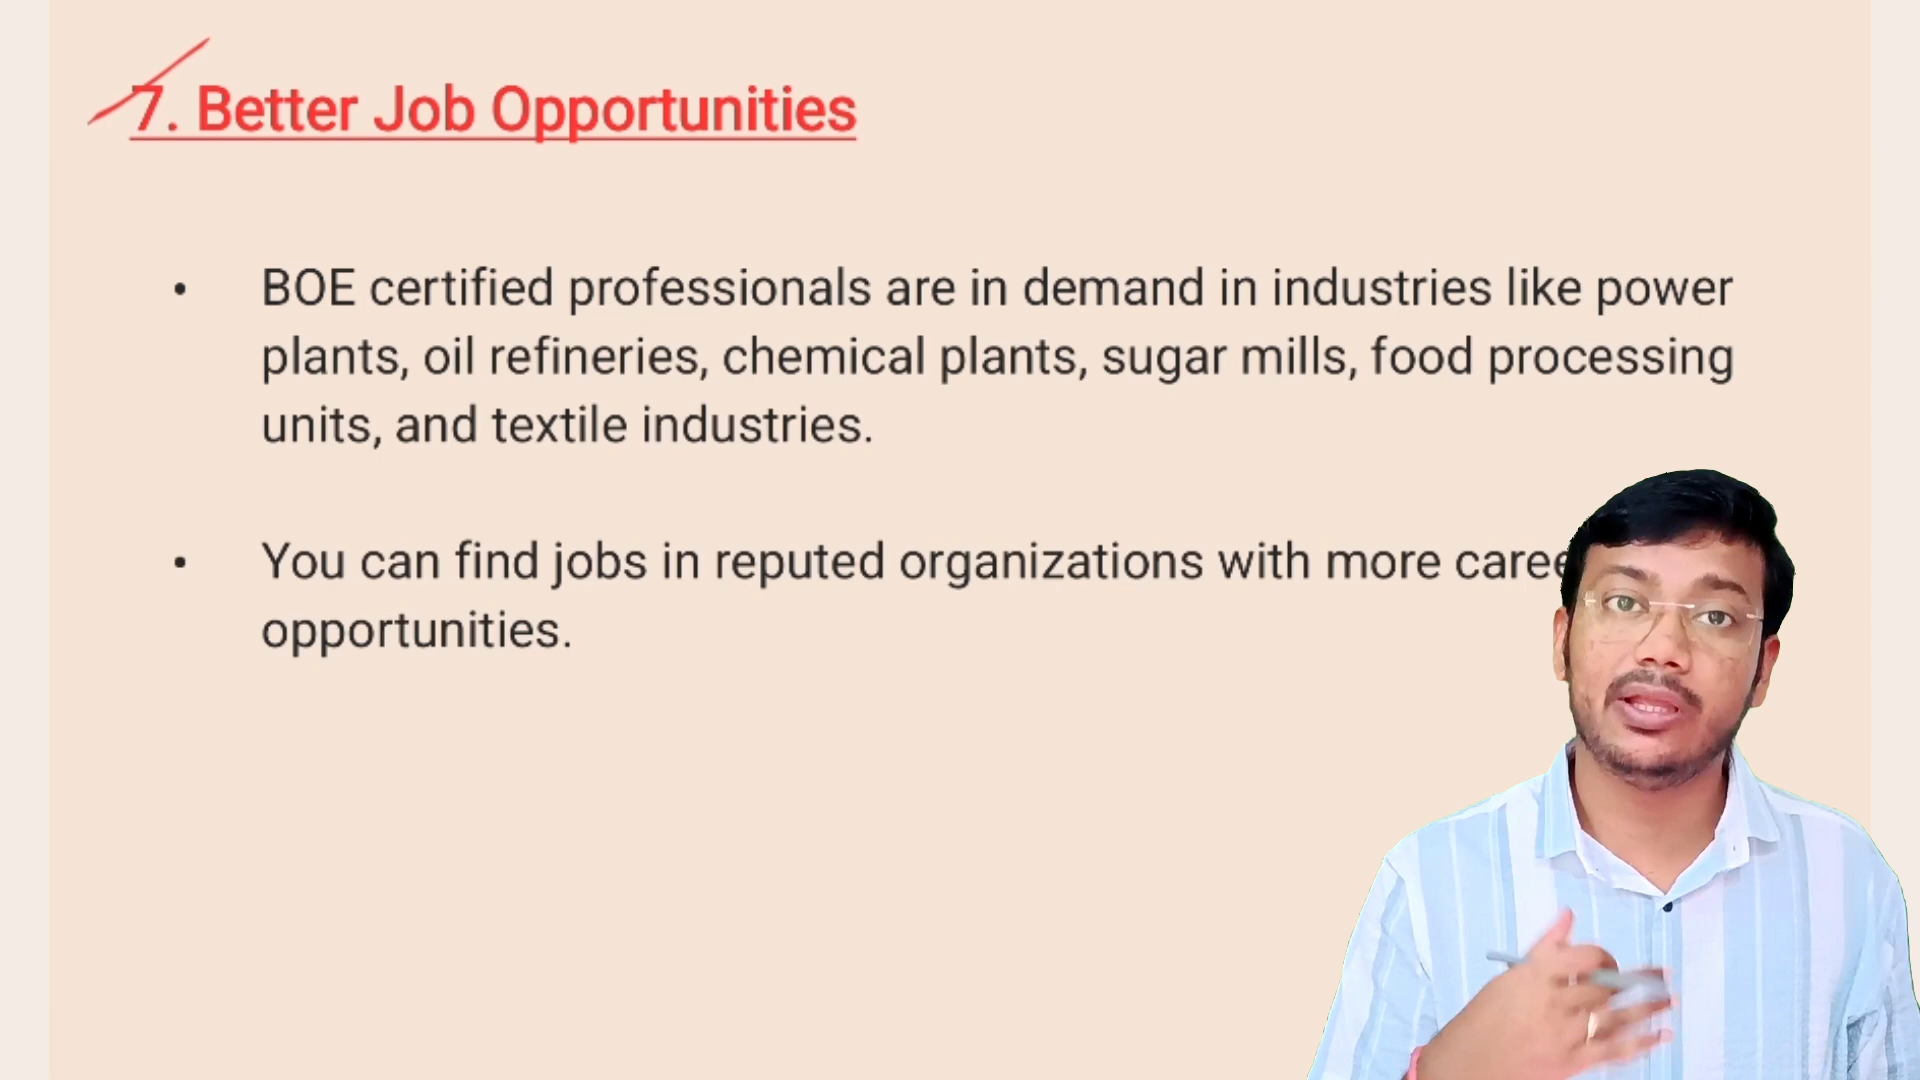 7. Better Job Opportunities
• BOE certified professionals are in demand in industries like power
plants, oil refineries, chemical plants, sugar mills, food processing
units, and textile industries.
• You can find jobs in reputed organizations with more
opportunities.